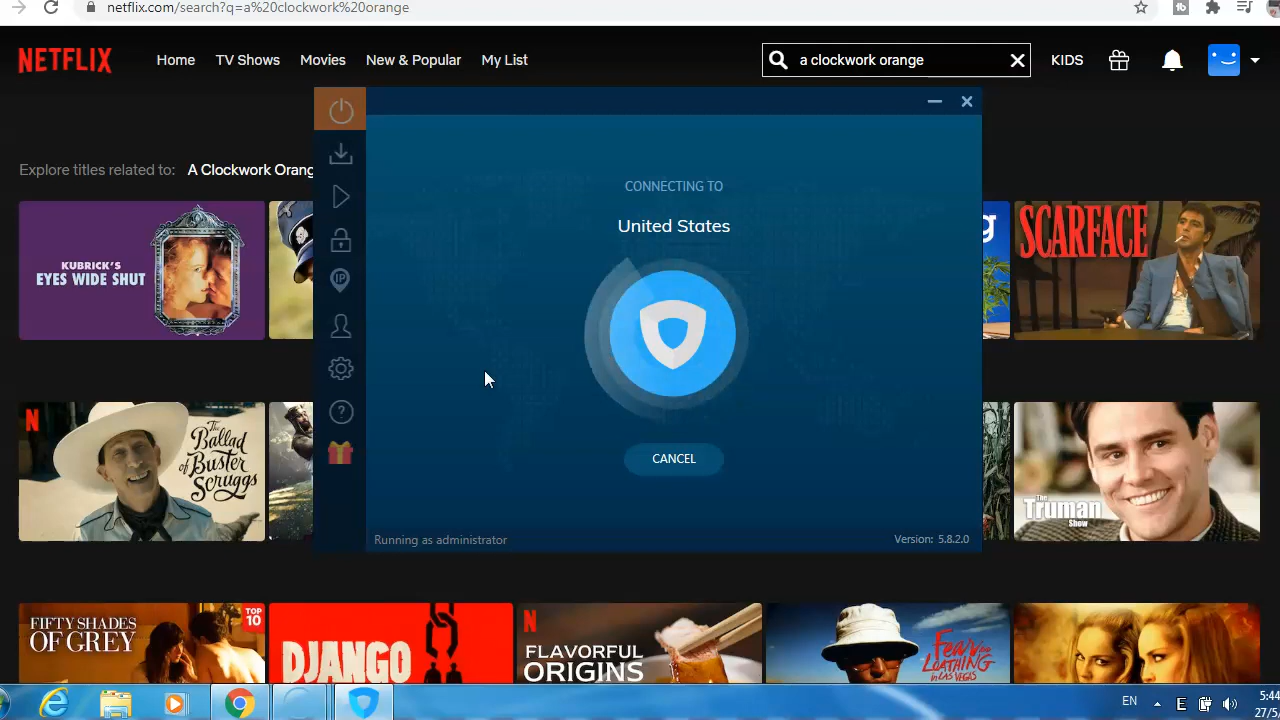 netflix.com/search?q=a%20clockwork%20orange
NETFLIX
Home
TV Shows
Movies
New & Popular
My List
a clockwork orange
KIDS
Explore titles related to:
A Clockwork Orang
CONNECTING TO
United States
IP
CANCEL
Running as administrator
Version: 5.8.2.0
KUBRICK'S
EYES WIDE SHUT
g
SCARFACE
N
The
Ballad
of Buster
Scruggs
The
Truman
Show
FIFTY SHADES
OF GREY
TOP
10
DJANGO
N
FLAVORFUL
ORIGINS
Fear and
LOATHING
IN LAS VEGAS
EN
E
5:44
27/5